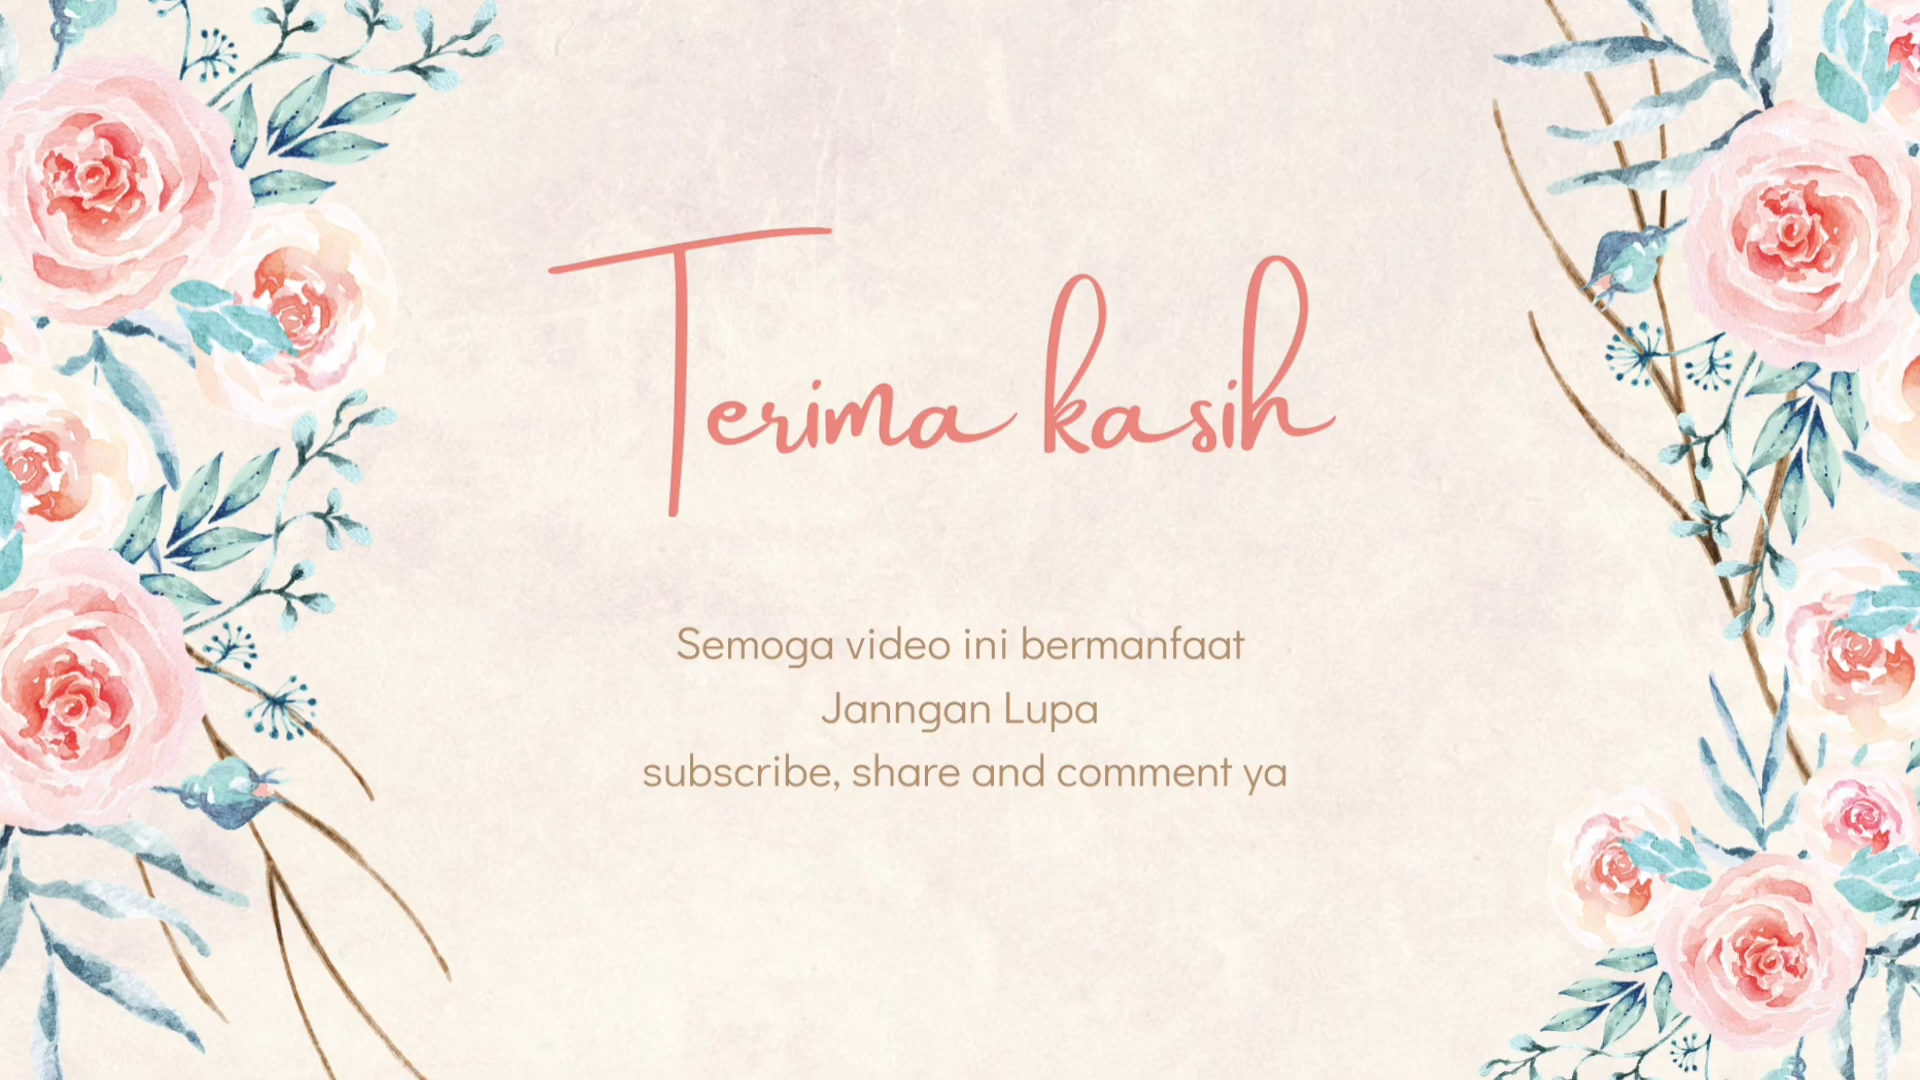 Terima kasih
Semoga video ini bermanfaat
Janngan Lupa
subscribe, share and comment ya